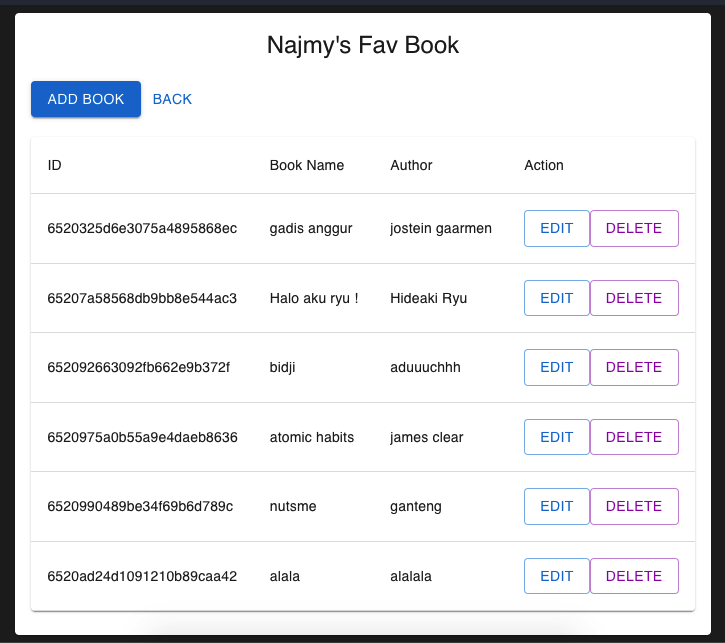 Najmy's Fav Book
ADD BOOK BACK
ID Book Name Author Action
6520325d6e3075a4895868ec gadis anggur jostein gaarmen EDIT DELETE
65207a58568db9bb8e544ac3 Halo aku ryu ! Hideaki Ryu EDIT DELETE
652092663092fb662e9b372f bidji aduuuchhh EDIT DELETE
6520975a0b55a9e4daeb8636 atomic habits james clear EDIT DELETE
6520990489be34f69b6d789c nutsme ganteng EDIT DELETE
6520ad24d1091210b89caa42 alala alalala EDIT DELETE